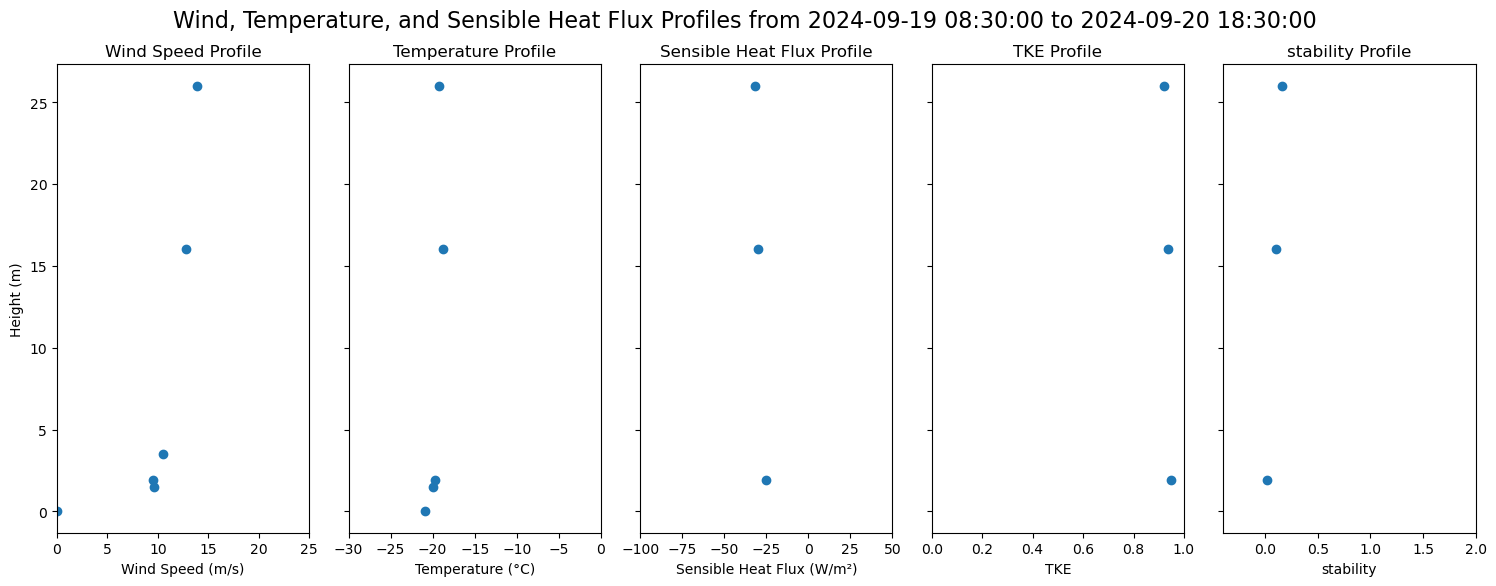 Wind, Temperature, and Sensible Heat Flux Profiles from 2024-09-19 08:30:00 to 2024-09-20 18:30:00
Wind Speed Profile
Temperature Profile
Sensible Heat Flux Profile
TKE Profile
stability Profile
Height (m)
25
20
15
10
5
0
0 5 10 15 20 25
−30 −25 −20 −15 −10 −5 0
−100 −75 −50 −25 0 25 50
0.0 0.2 0.4 0.6 0.8 1.0
0.0 0.5 1.0 1.5 2.0
Wind Speed (m/s)
Temperature (°C)
Sensible Heat Flux (W/m²)
TKE
stability